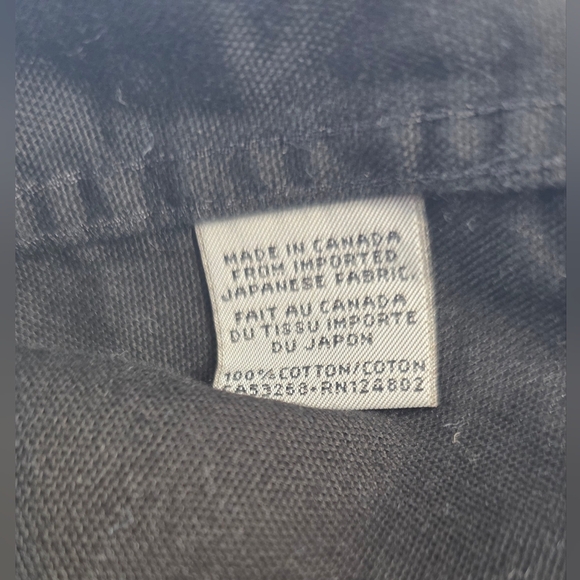 MADE IN CANADA
FROM IMPORTED
JAPANESE FABRIC.
FAIT AU CANADA
DU TISSU IMPORTE
DU JAPON
100% COTTON/COTON
CA53268•RN124802